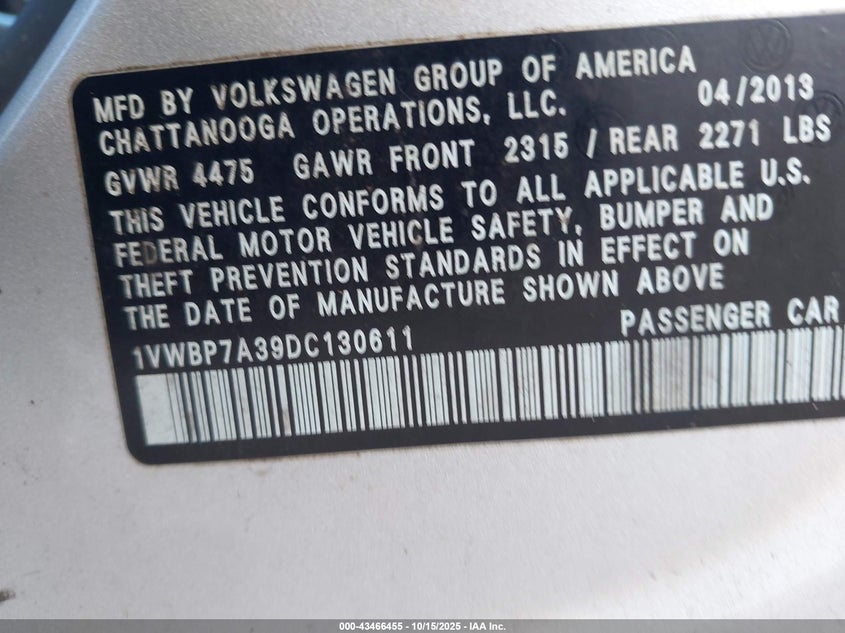 MFD BY VOLKSWAGEN GROUP OF AMERICA 04/2013
CHATTANOOGA OPERATIONS, LLC.
GVWR 4475 GAWR FRONT 2315 / REAR 2271 LBS
THIS VEHICLE CONFORMS TO ALL APPLICABLE U.S.
FEDERAL MOTOR VEHICLE SAFETY, BUMPER AND
THEFT PREVENTION STANDARDS IN EFFECT ON
THE DATE OF MANUFACTURE SHOWN ABOVE
1VWBP7A39DC130611 PASSENGER CAR
000-43466455 - 10/15/2025 - IAA Inc.